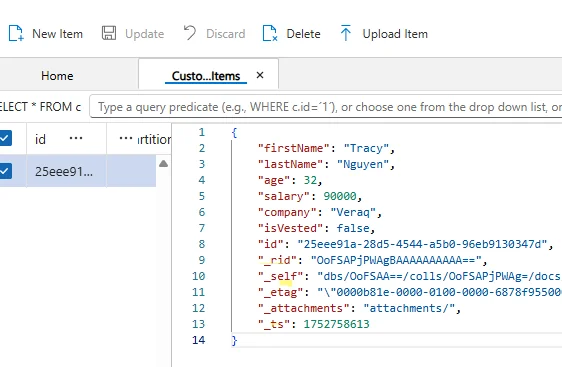 New Item Update Discard Delete Upload Item
Home Custo...Items ×
ELECT * FROM c Type a query predicate (e.g., WHERE c.id=´1´), or choose one from the drop down list, or
id ··· ···rtition
25eee91...
1 {
2 "firstName": "Tracy",
3 "lastName": "Nguyen",
4 "age": 32,
5 "salary": 90000,
6 "company": "Veraq",
7 "isVested": false,
8 "id": "25eee91a-28d5-4544-a5b0-96eb9130347d",
9 "_rid": "OoFSAPjPWAgBAAAAAAAAAA==",
10 "_self": "dbs/OoFSAA==/colls/OoFSAPjPWAg=/docs
11 "_etag": "\"0000b81e-0000-0100-0000-6878f955000
12 "_attachments": "attachments/",
13 "_ts": 1752758613
14 }